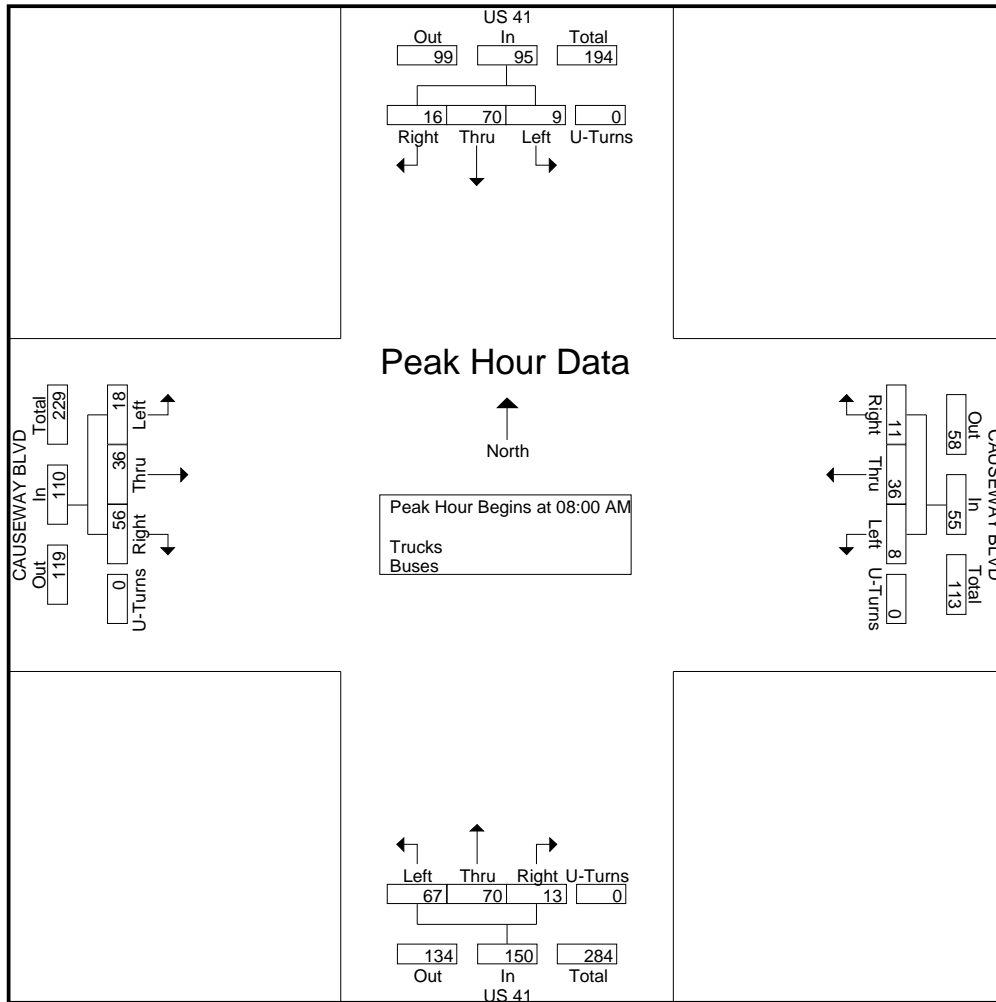 US 41
Out In Total
99 95 194
16 70 9 0
Right Thru Left U-Turns
Peak Hour Data
North
Peak Hour Begins at 08:00 AM
Trucks
Buses
CAUSEWAY BLVD
Out In Total
119 110 229
Left Thru Right U-Turns
18 36 56 0
CAUSEWAY BLVD
Out In Total
58 55 113
Right Thru Left U-Turns
11 36 8 0
Left Thru Right U-Turns
67 70 13 0
134 150 284
Out In Total
US 41